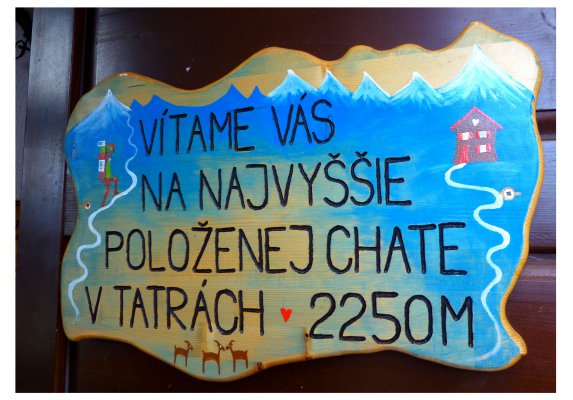 VÍTAME VÁS
NA NAJVYŠŠIE
POLOŽENEJ CHATE
V TATRÁCH 2250M